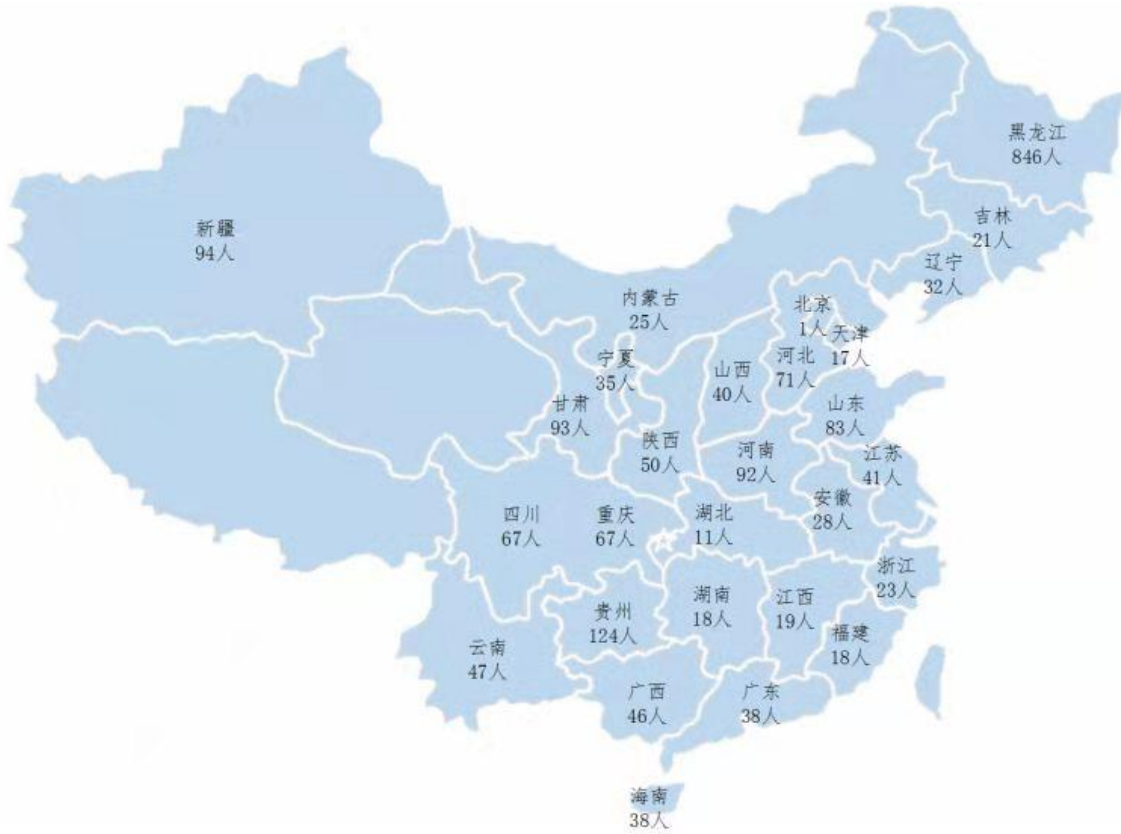 黑龙江
846人
吉林
21人
新疆
94人
辽宁
32人
内蒙古
25人
北京
1人
天津
17人
宁夏
35人
河北
71人
山西
40人
甘肃
93人
山东
83人
陕西
50人
河南
92人
江苏
41人
安徽
28人
四川
67人
重庆
67人
湖北
11人
浙江
23人
湖南
18人
江西
19人
贵州
124人
福建
18人
云南
47人
广西
46人
广东
38人
海南
38人